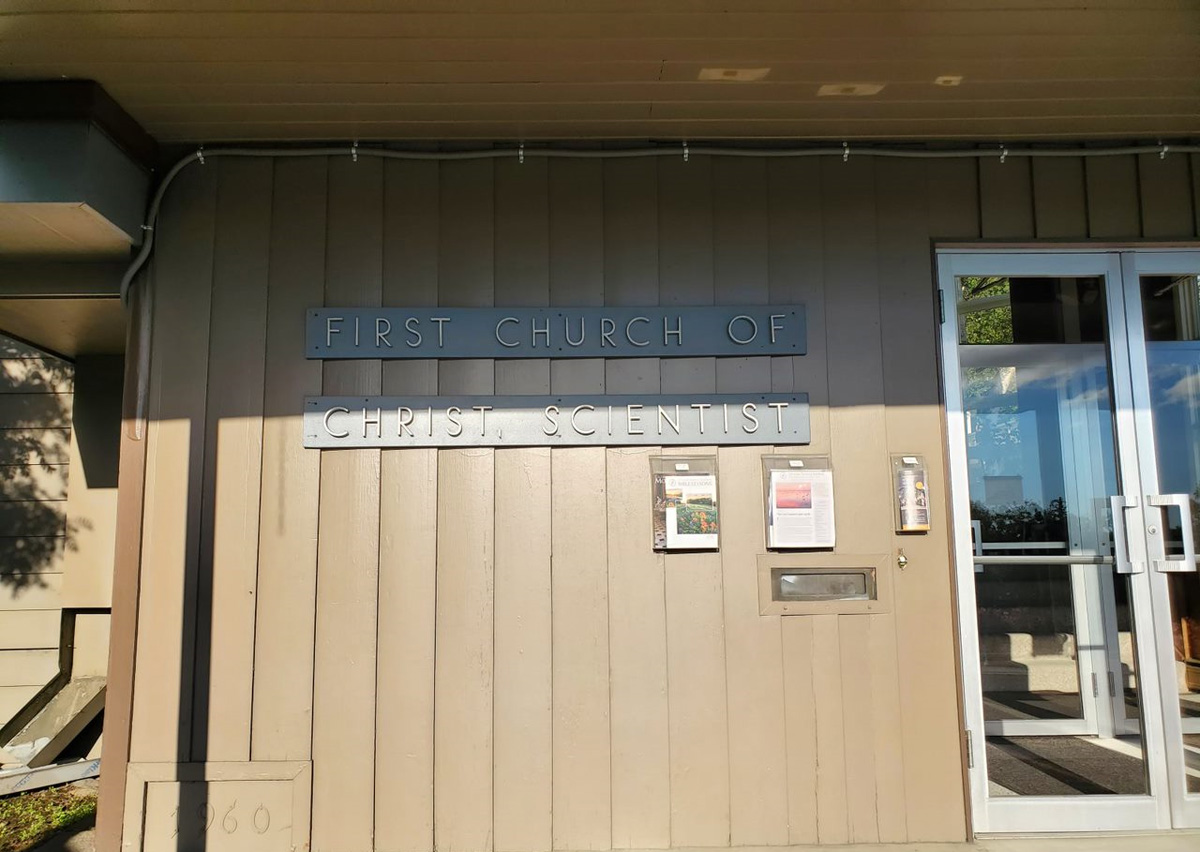 FIRST CHURCH OF
CHRIST, SCIENTIST
1960